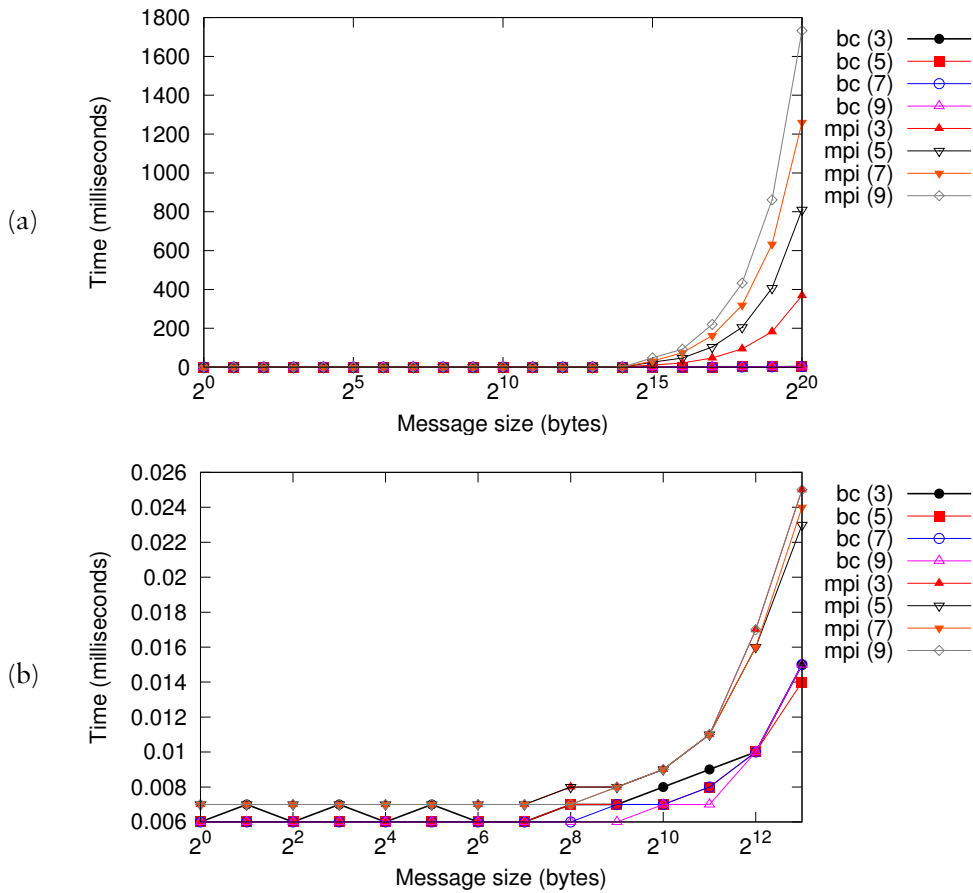 (a)
Time (milliseconds)
1800
1600
1400
1200
1000
800
600
400
200
0
2^0 2^5 2^10 2^15 2^20
Message size (bytes)
bc (3)
bc (5)
bc (7)
bc (9)
mpi (3)
mpi (5)
mpi (7)
mpi (9)
(b)
Time (milliseconds)
0.026
0.024
0.022
0.02
0.018
0.016
0.014
0.012
0.01
0.008
0.006
2^0 2^2 2^4 2^6 2^8 2^10 2^12
Message size (bytes)
bc (3)
bc (5)
bc (7)
bc (9)
mpi (3)
mpi (5)
mpi (7)
mpi (9)